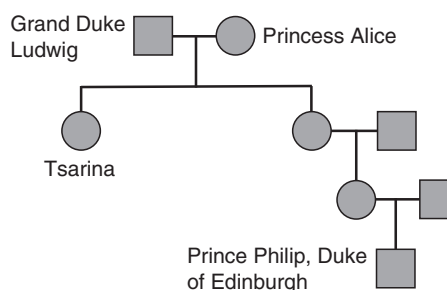 Grand Duke
Ludwig
Princess Alice
Tsarina
Prince Philip, Duke
of Edinburgh